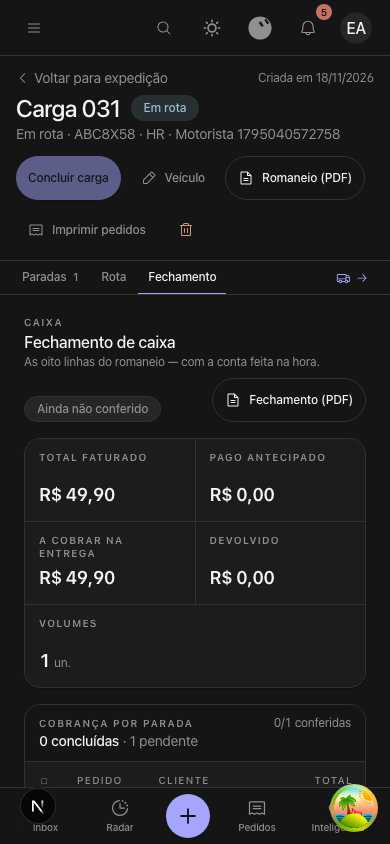 5
EA
Voltar para expedição
Criada em 18/11/2026
Carga 031
Em rota
Em rota · ABC8X58 · HR · Motorista 1795040572758
Concluir carga
Veículo
Romaneio (PDF)
Imprimir pedidos
Paradas 1
Rota
Fechamento
CAIXA
Fechamento de caixa
As oito linhas do romaneio — com a conta feita na hora.
Ainda não conferido
Fechamento (PDF)
TOTAL FATURADO
R$ 49,90
PAGO ANTECIPADO
R$ 0,00
A COBRAR NA
ENTREGA
R$ 49,90
DEVOLVIDO
R$ 0,00
VOLUMES
1 un.
COBRANÇA POR PARADA
0/1 conferidas
0 concluídas · 1 pendente
PEDIDO
CLIENTE
TOTAL
N
Inbox
Radar
Pedidos